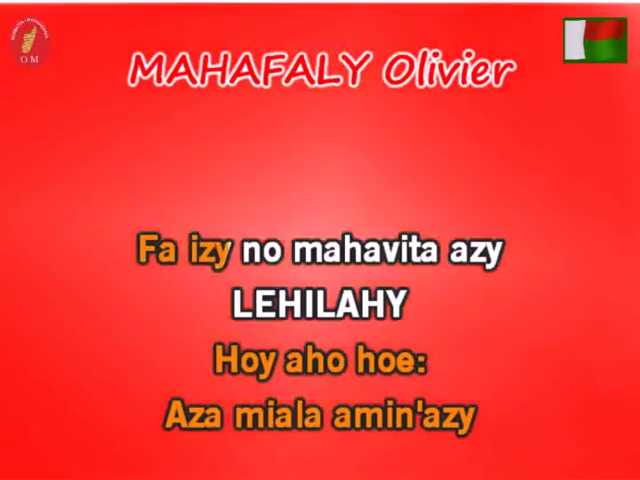 O M
MAHAFALY Olivier
Fa izy no mahavita azy
LEHILAHY
Hoy aho hoe:
Aza miala amin'azy